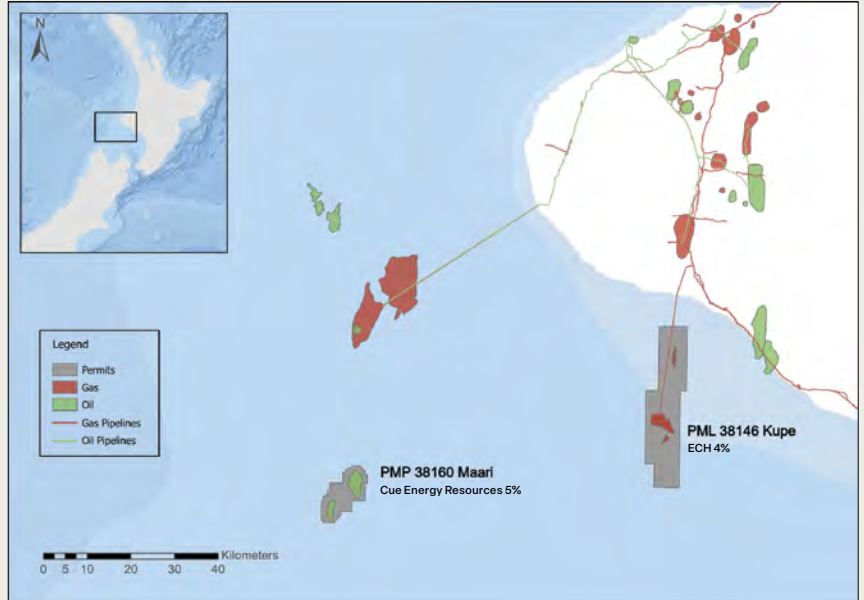 N
Legend
Permits
Gas
Oil
Gas Pipelines
Oil Pipelines
PML 38146 Kupe
ECH 4%
PMP 38160 Maari
Cue Energy Resources 5%
Kilometers
0 5 10 20 30 40